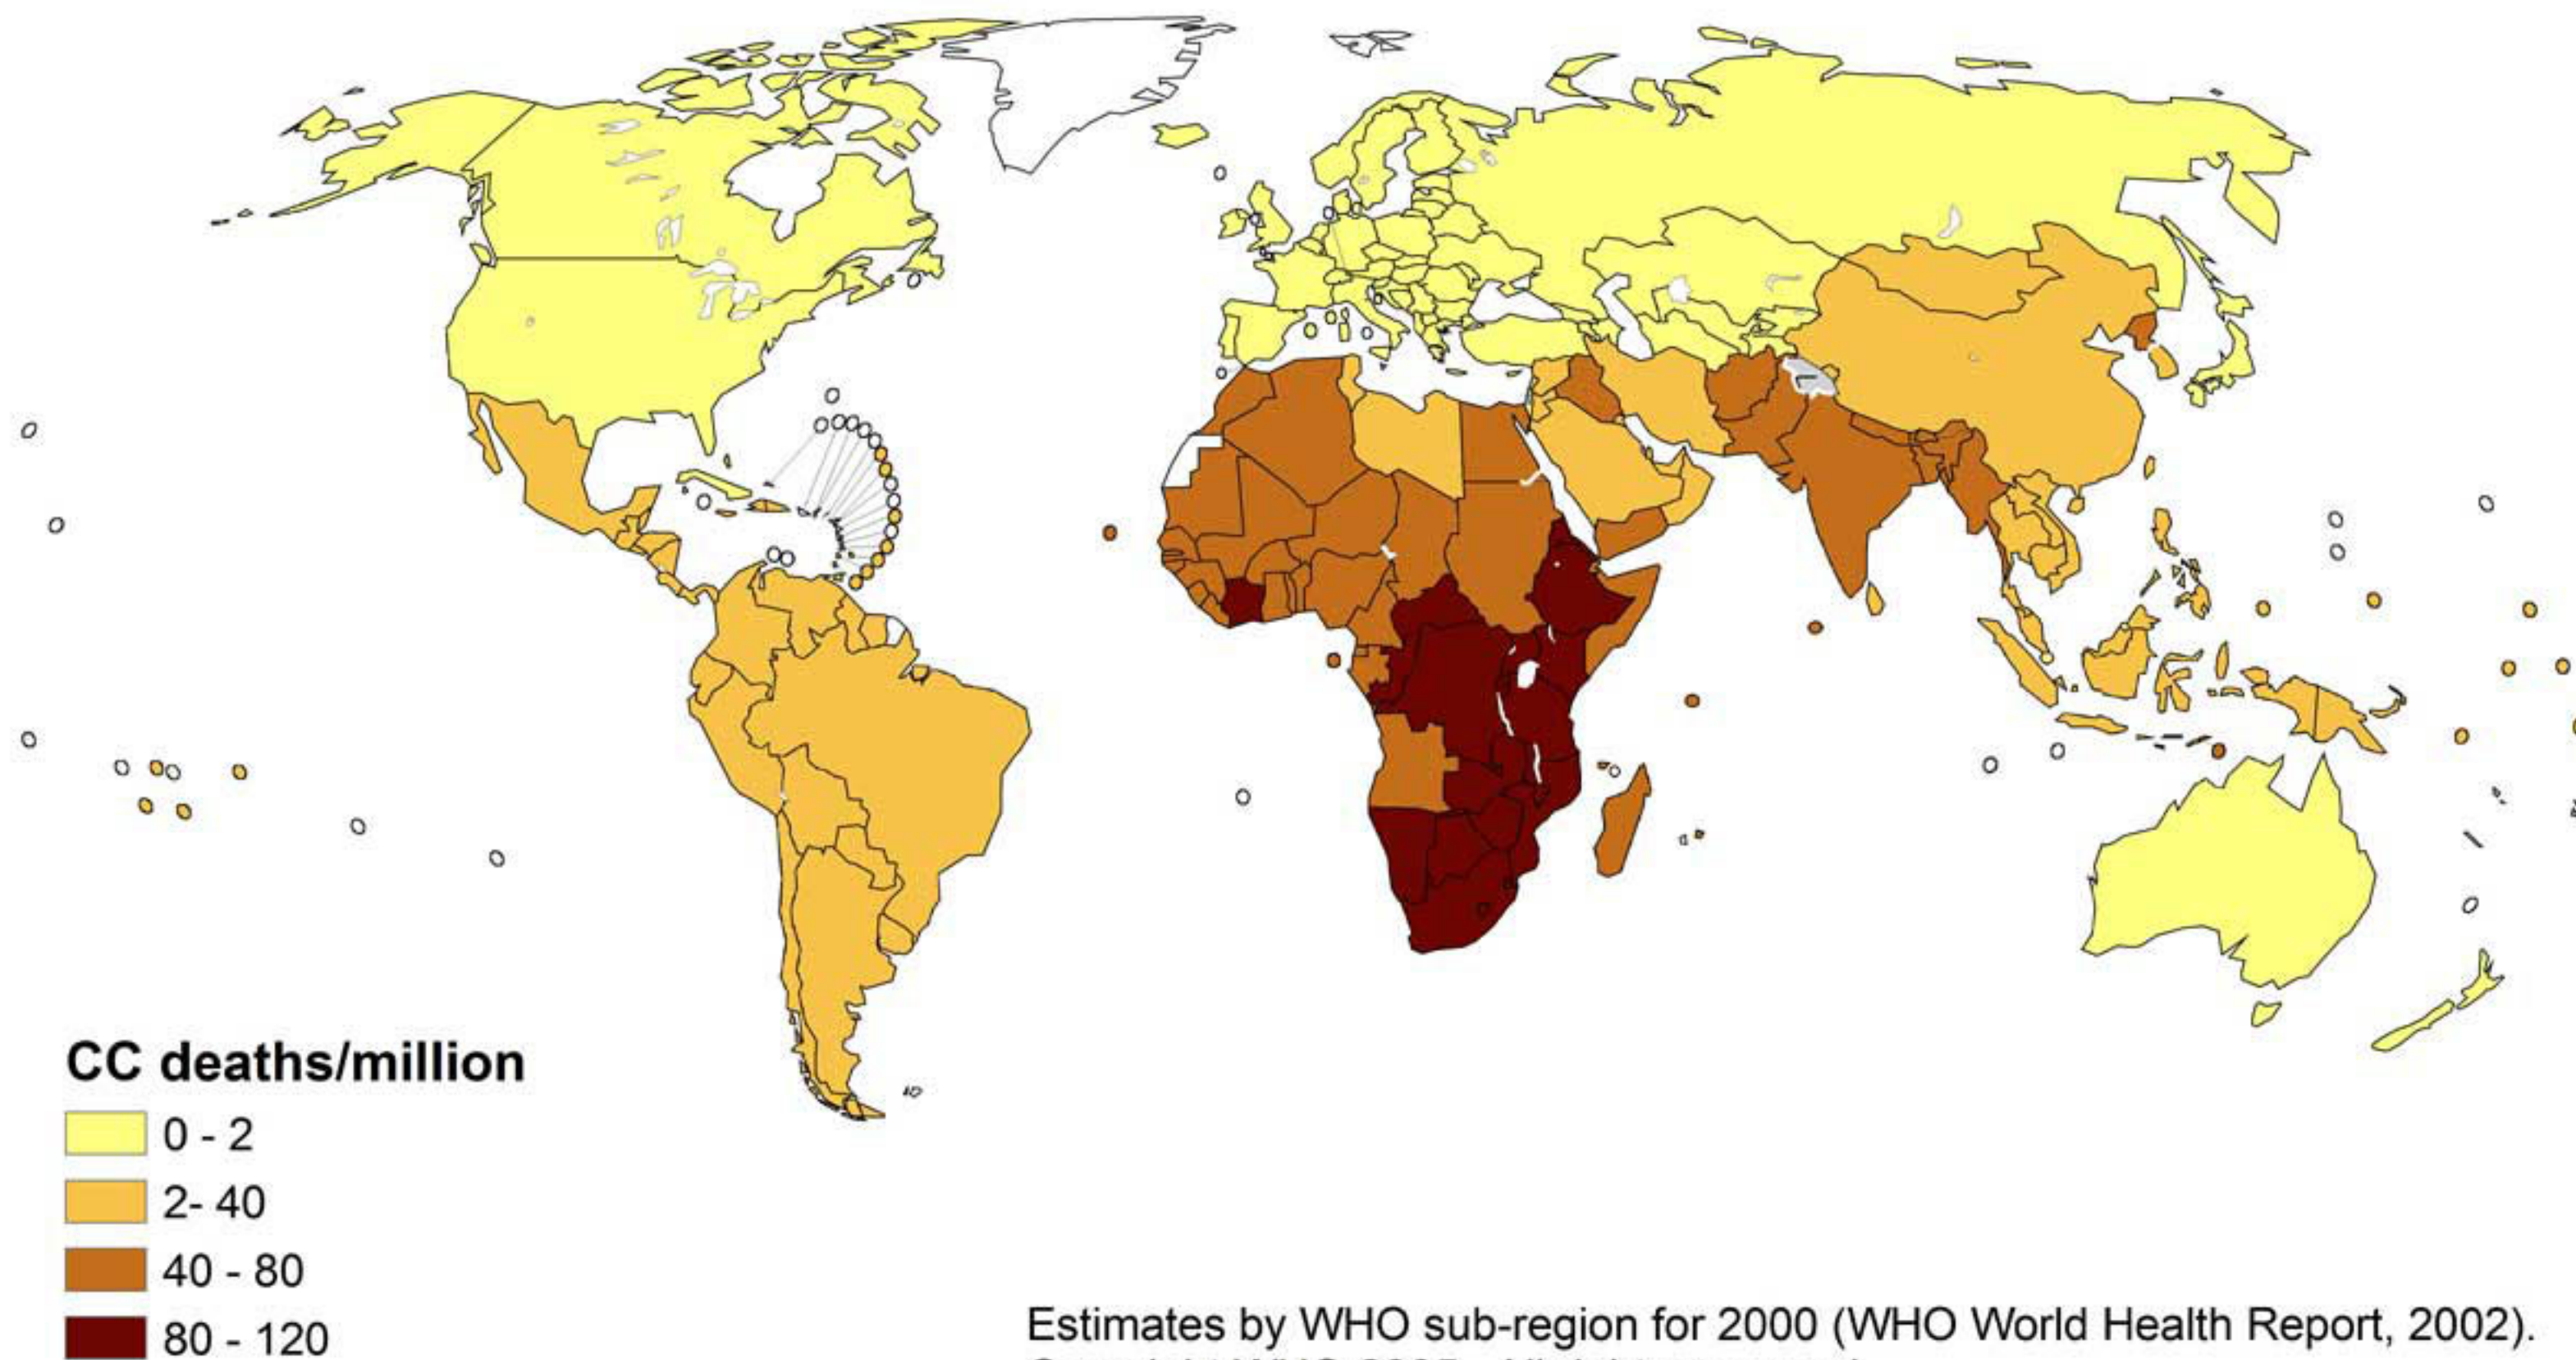 CC deaths/million
0 - 2
2- 40
40 - 80
80 - 120
Estimates by WHO sub-region for 2000 (WHO World Health Report, 2002).